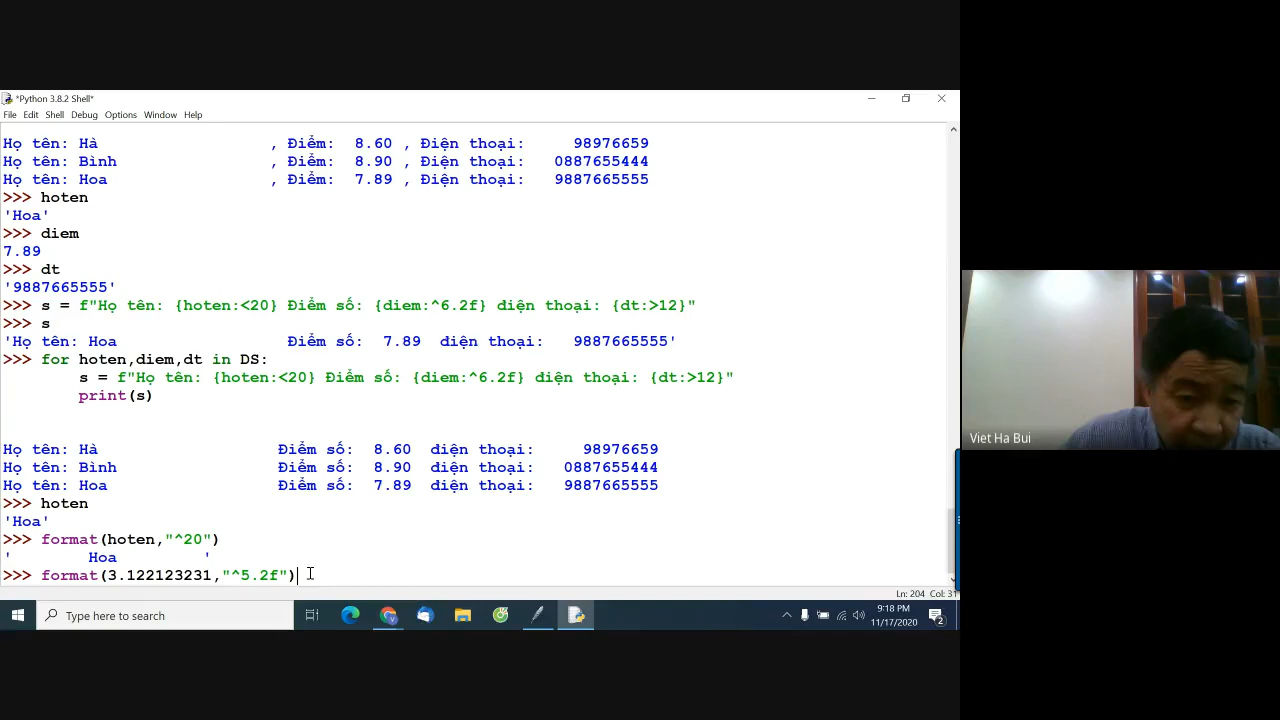 *Python 3.8.2 Shell*
File Edit Shell Debug Options Window Help
Họ tên: Hà , Điểm: 8.60 , Điện thoại: 98976659
Họ tên: Bình , Điểm: 8.90 , Điện thoại: 0887655444
Họ tên: Hoa , Điểm: 7.89 , Điện thoại: 9887665555
>>> hoten
'Hoa'
>>> diem
7.89
>>> dt
'9887665555'
>>> s = f"Họ tên: {hoten:<20} Điểm số: {diem:^6.2f} điện thoại: {dt:>12}"
>>> s
'Họ tên: Hoa Điểm số: 7.89 điện thoại: 9887665555'
>>> for hoten,diem,dt in DS:
s = f"Họ tên: {hoten:<20} Điểm số: {diem:^6.2f} điện thoại: {dt:>12}"
print(s)
Họ tên: Hà Điểm số: 8.60 điện thoại: 98976659
Họ tên: Bình Điểm số: 8.90 điện thoại: 0887655444
Họ tên: Hoa Điểm số: 7.89 điện thoại: 9887665555
>>> hoten
'Hoa'
>>> format(hoten,"^20")
' Hoa '
>>> format(3.122123231,"^5.2f")
Ln: 204 Col: 31
Viet Ha Bui
Type here to search
9:18 PM
11/17/2020
2